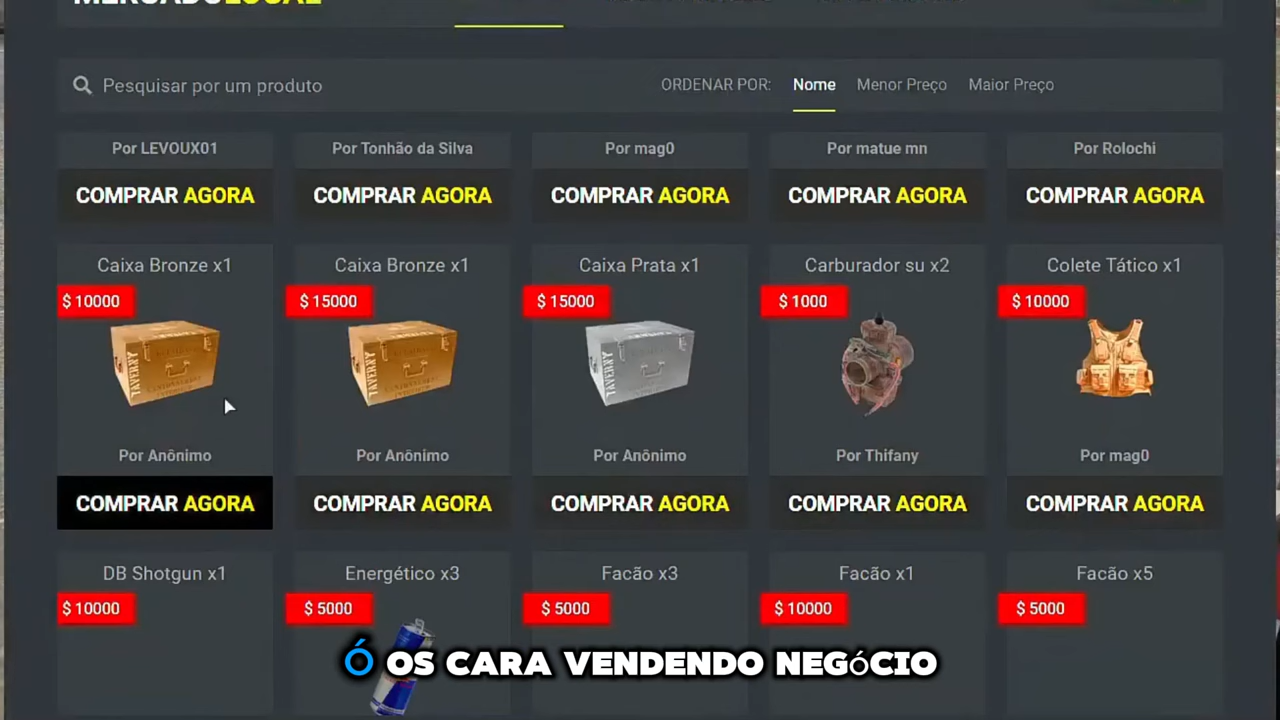 MERCADOLOCAL
Pesquisar por um produto
ORDENAR POR: Nome Menor Preço Maior Preço
Por LEVOUX01 Por Tonhão da Silva Por mag0 Por matue mn Por Rolochi
COMPRAR AGORA COMPRAR AGORA COMPRAR AGORA COMPRAR AGORA COMPRAR AGORA
Caixa Bronze x1 Caixa Bronze x1 Caixa Prata x1 Carburador su x2 Colete Tático x1
$ 10000 $ 15000 $ 15000 $ 1000 $ 10000
TAVERNY TAVERNY TAVERNY
Por Anônimo Por Anônimo Por Anônimo Por Thifany Por mag0
COMPRAR AGORA COMPRAR AGORA COMPRAR AGORA COMPRAR AGORA COMPRAR AGORA
DB Shotgun x1 Energético x3 Facão x3 Facão x1 Facão x5
$ 10000 $ 5000 $ 5000 $ 10000 $ 5000
Ó OS CARA VENDENDO NEGÓCIO